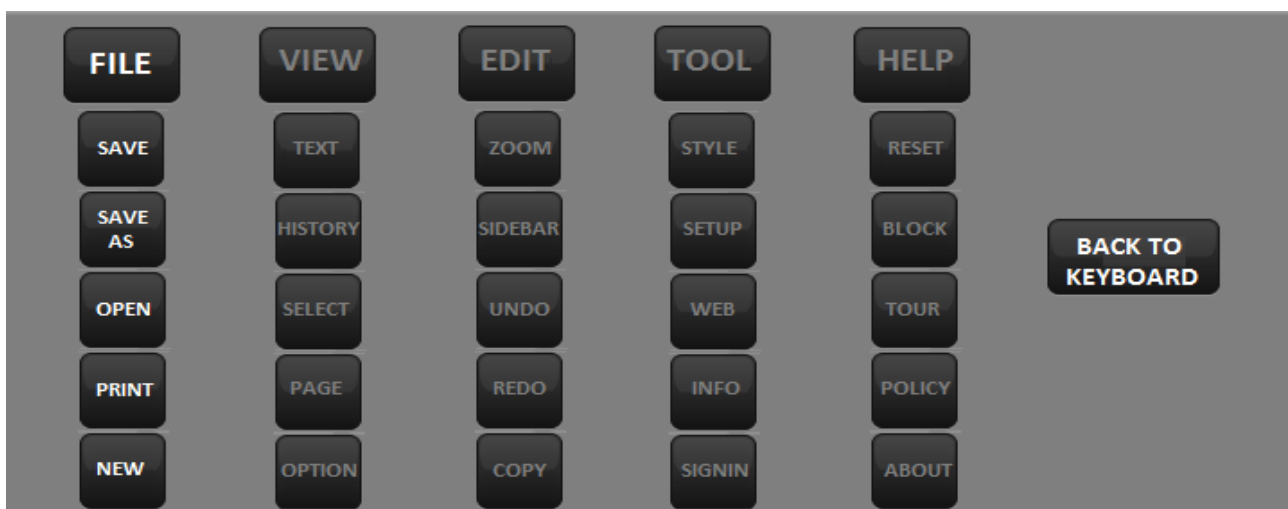 FILE VIEW EDIT TOOL HELP
SAVE TEXT ZOOM STYLE RESET
SAVE
AS HISTORY SIDEBAR SETUP BLOCK
BACK TO
KEYBOARD
OPEN SELECT UNDO WEB TOUR
PRINT PAGE REDO INFO POLICY
NEW OPTION COPY SIGNIN ABOUT